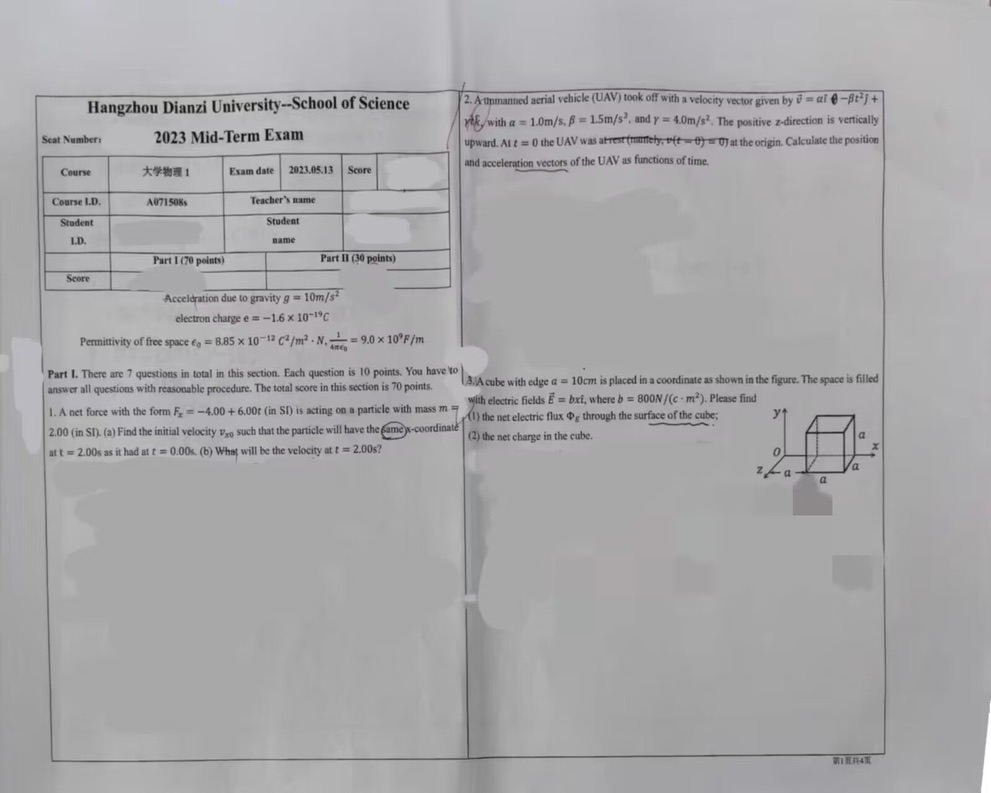 Hangzhou Dianzi University--School of Science
Seat Number: 2023 Mid-Term Exam
Course 大学物理 1 Exam date 2023.05.13 Score
Course I.D. A071508s Teacher's name
Student I.D. Student name
Part I (70 points) Part II (30 points)
Score
Acceleration due to gravity g = 10m/s²
electron charge e = −1.6 × 10⁻¹⁹C
Permittivity of free space ϵ₀ = 8.85 × 10⁻¹² C²/m² · N, 1/4πϵ₀ = 9.0 × 10⁹F/m
Part I. There are 7 questions in total in this section. Each question is 10 points. You have to
answer all questions with reasonable procedure. The total score in this section is 70 points.
1. A net force with the form Fₓ = −4.00 + 6.00t (in SI) is acting on a particle with mass m =
2.00 (in SI). (a) Find the initial velocity vₓ₀ such that the particle will have the same x-coordinate
at t = 2.00s as it had at t = 0.00s. (b) What will be the velocity at t = 2.00s?
2. A unmanned aerial vehicle (UAV) took off with a velocity vector given by v⃗ = αî −βt²ĵ +
with α = 1.0m/s, β = 1.5m/s³, and γ = 4.0m/s². The positive z-direction is vertically
upward. At t = 0 the UAV was at rest (namely, v(t = 0) = 0) at the origin. Calculate the position
and acceleration vectors of the UAV as functions of time.
3. A cube with edge a = 10cm is placed in a coordinate as shown in the figure. The space is filled
with electric fields E⃗ = bxî, where b = 800N/(c · m²). Please find
(1) the net electric flux Φ_E through the surface of the cube;
(2) the net charge in the cube.
y
a
O x
z a a
a
第1页共4页